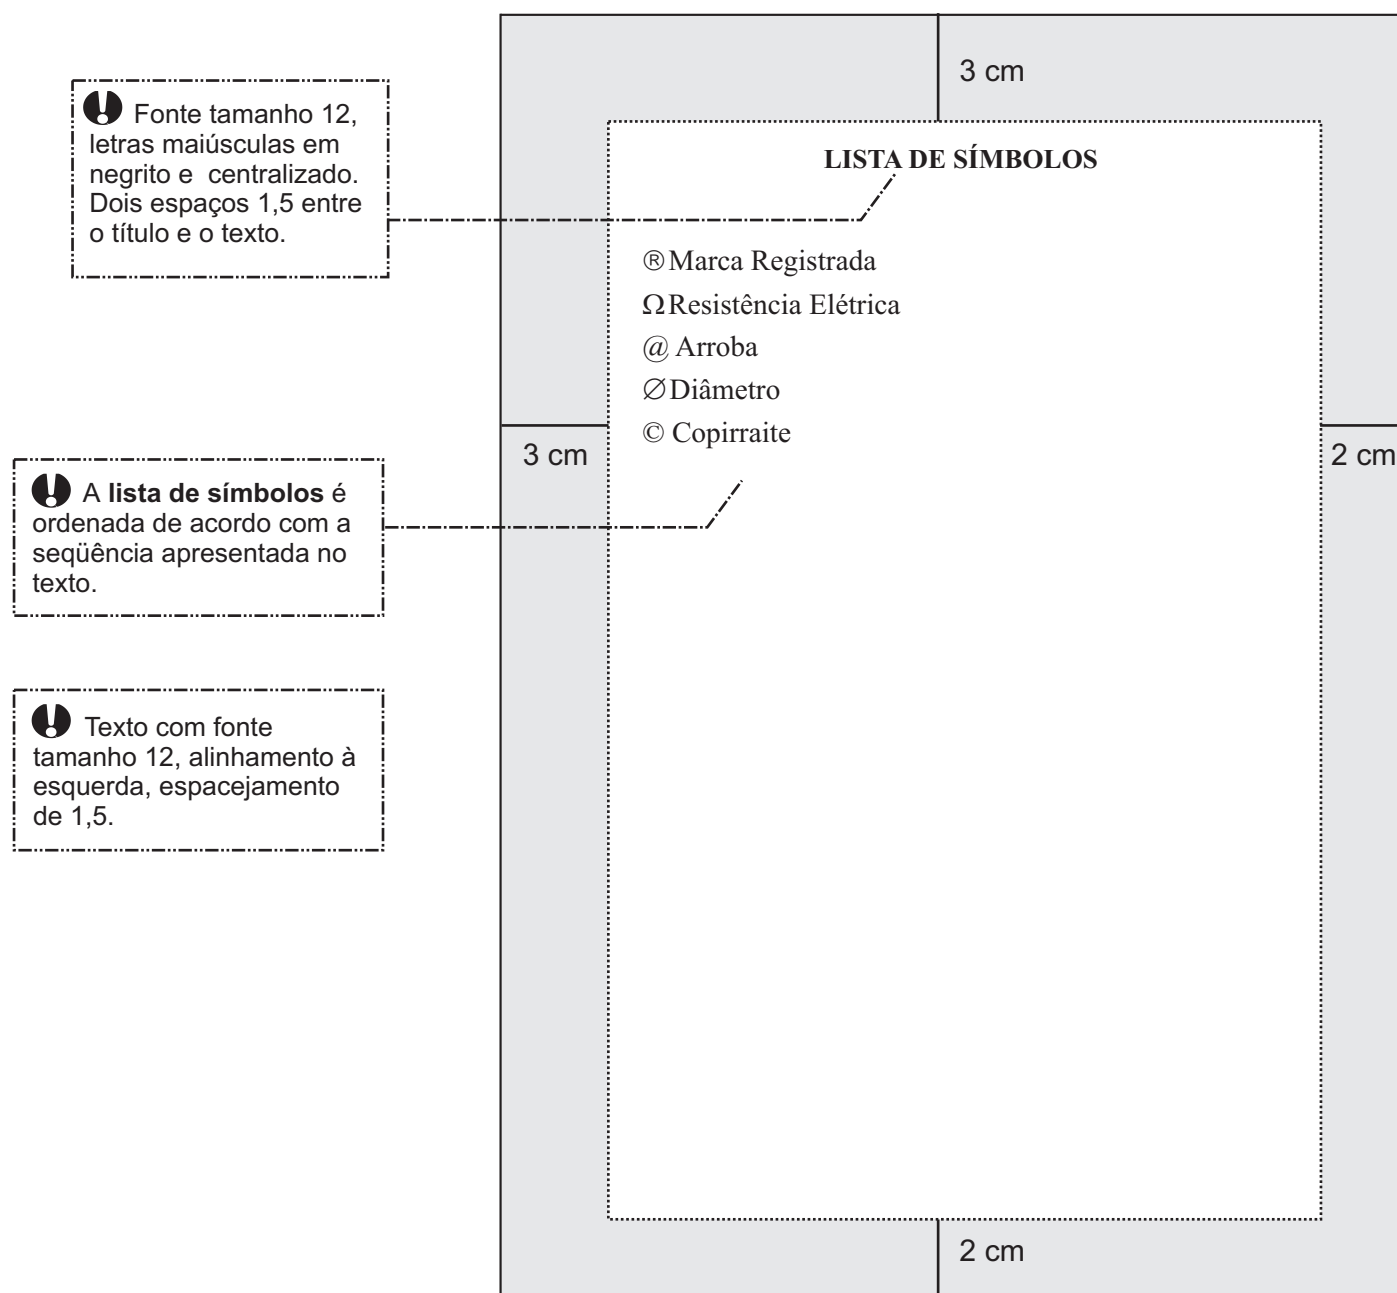 3 cm
Fonte tamanho 12,
letras maiúsculas em
negrito e centralizado.
Dois espaços 1,5 entre
o título e o texto.
LISTA DE SÍMBOLOS
® Marca Registrada
Ω Resistência Elétrica
@ Arroba
∅ Diâmetro
© Copirraite
3 cm
2 cm
A lista de símbolos é
ordenada de acordo com a
seqüência apresentada no
texto.
Texto com fonte
tamanho 12, alinhamento à
esquerda, espacejamento
de 1,5.
2 cm